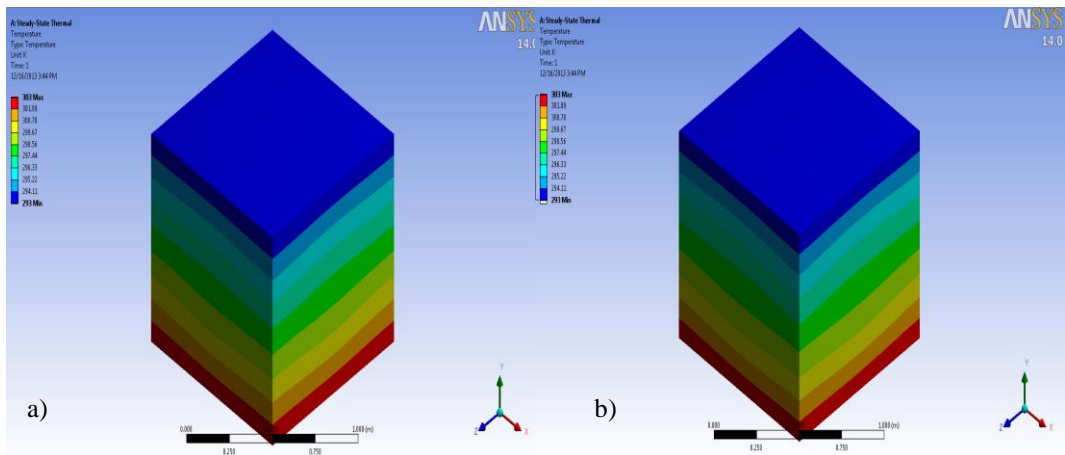 A: Steady-State Thermal
Temperature
Type: Temperature
Unit: K
Time: 1
12/16/2013 3:44 PM
303 Max
301.89
300.78
299.67
298.56
297.44
296.33
295.22
294.11
293 Min
ANSYS
14.0
a)
0.000
1.000 (m)
0.250
0.750
Y
Z
X
A: Steady-State Thermal
Temperature
Type: Temperature
Unit: K
Time: 1
12/16/2013 3:44 PM
303 Max
301.89
300.78
299.67
298.56
297.44
296.33
295.22
294.11
293 Min
ANSYS
14.0
b)
0.000
1.000 (m)
0.250
0.750
Y
Z
X